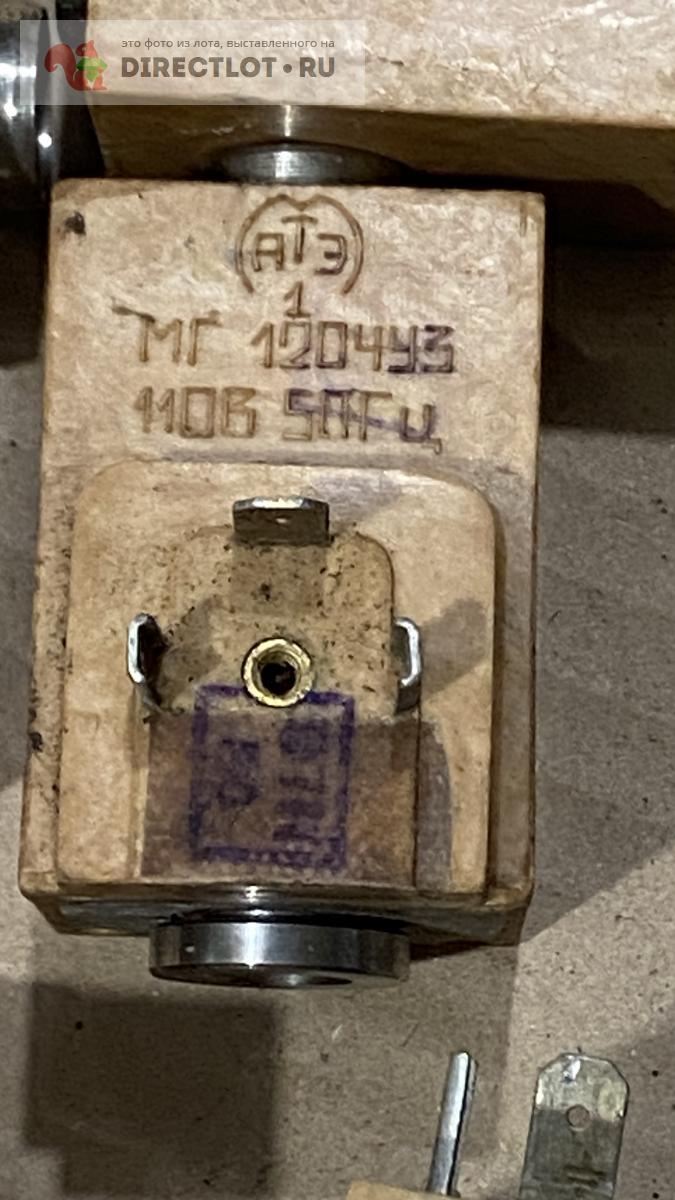 это фото из лота, выставленного на
DIRECTLOT•RU
АТЭ
1
МГ 1204У3
110В 50Гц